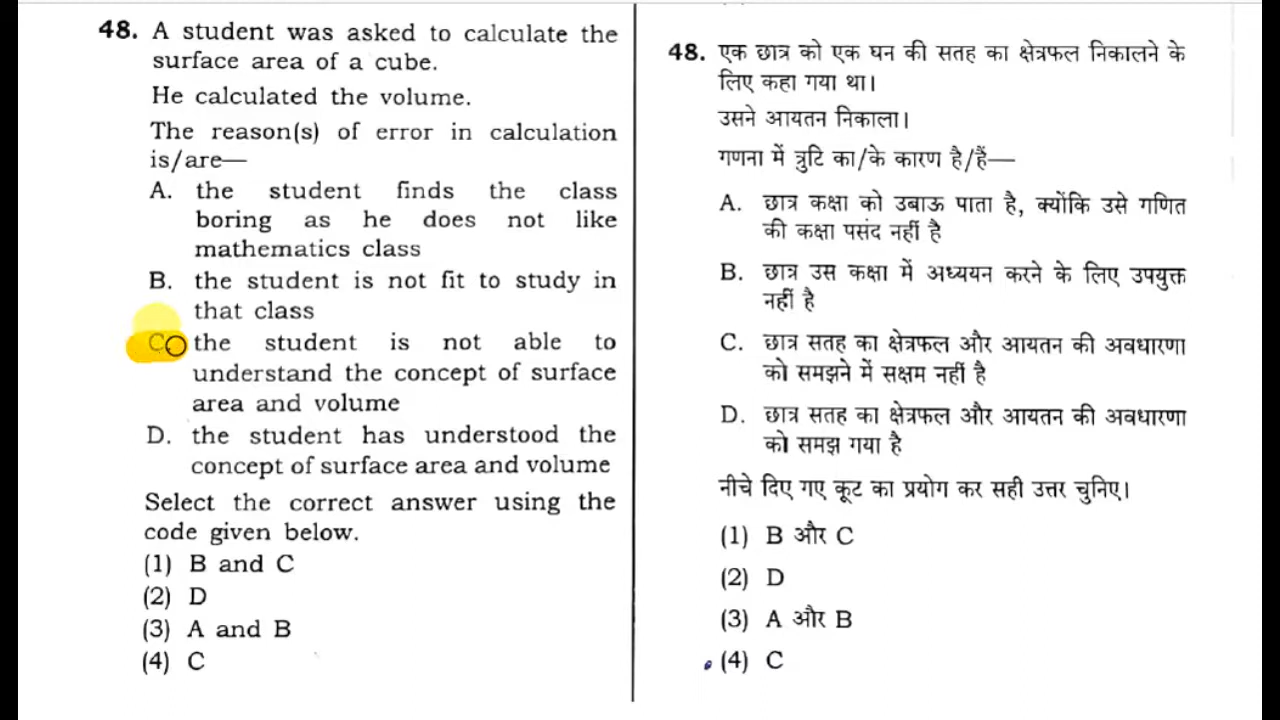 48. A student was asked to calculate the
surface area of a cube.
He calculated the volume.
The reason(s) of error in calculation
is/are—
A. the student finds the class
boring as he does not like
mathematics class
B. the student is not fit to study in
that class
C. the student is not able to
understand the concept of surface
area and volume
D. the student has understood the
concept of surface area and volume
Select the correct answer using the
code given below.
(1) B and C
(2) D
(3) A and B
(4) C
48. एक छात्र को एक घन की सतह का क्षेत्रफल निकालने के
लिए कहा गया था।
उसने आयतन निकाला।
गणना में त्रुटि का/के कारण है/हैं—
A. छात्र कक्षा को उबाऊ पाता है, क्योंकि उसे गणित
की कक्षा पसंद नहीं है
B. छात्र उस कक्षा में अध्ययन करने के लिए उपयुक्त
नहीं है
C. छात्र सतह का क्षेत्रफल और आयतन की अवधारणा
को समझने में सक्षम नहीं है
D. छात्र सतह का क्षेत्रफल और आयतन की अवधारणा
को समझ गया है
नीचे दिए गए कूट का प्रयोग कर सही उत्तर चुनिए।
(1) B और C
(2) D
(3) A और B
(4) C